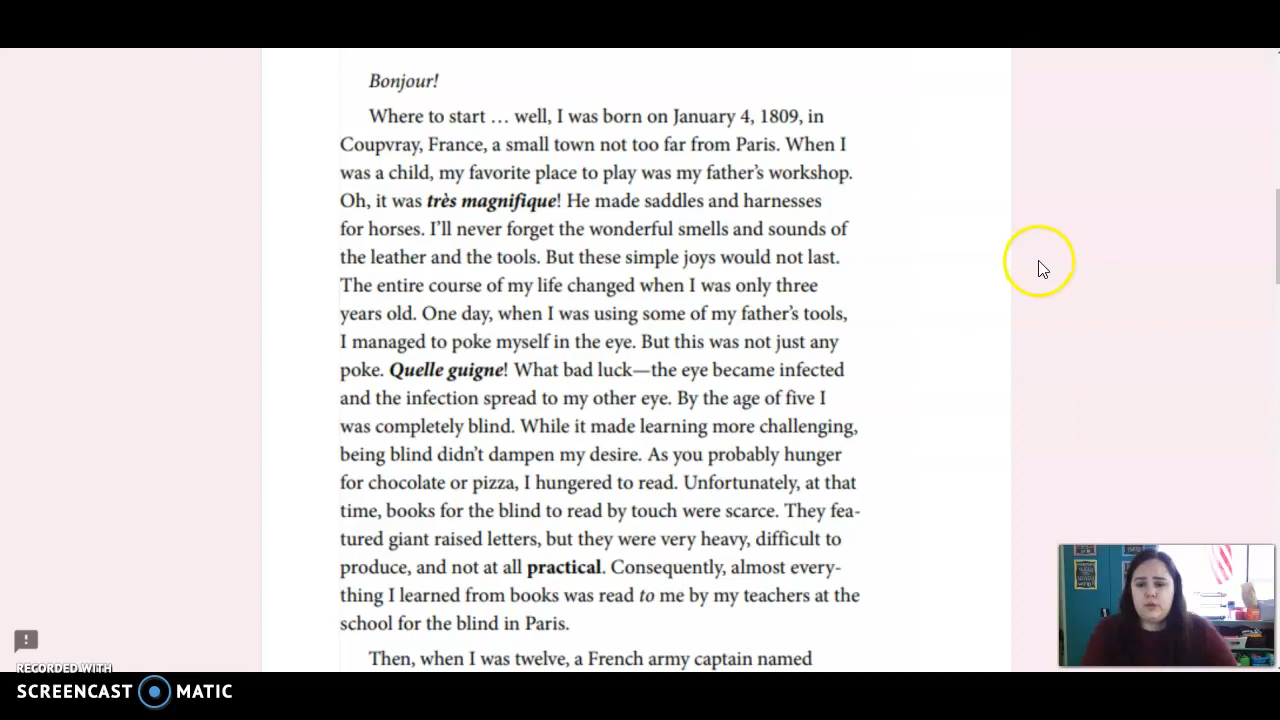 Bonjour!
Where to start … well, I was born on January 4, 1809, in
Coupvray, France, a small town not too far from Paris. When I
was a child, my favorite place to play was my father’s workshop.
Oh, it was très magnifique! He made saddles and harnesses
for horses. I’ll never forget the wonderful smells and sounds of
the leather and the tools. But these simple joys would not last.
The entire course of my life changed when I was only three
years old. One day, when I was using some of my father’s tools,
I managed to poke myself in the eye. But this was not just any
poke. Quelle guigne! What bad luck—the eye became infected
and the infection spread to my other eye. By the age of five I
was completely blind. While it made learning more challenging,
being blind didn’t dampen my desire. As you probably hunger
for chocolate or pizza, I hungered to read. Unfortunately, at that
time, books for the blind to read by touch were scarce. They fea-
tured giant raised letters, but they were very heavy, difficult to
produce, and not at all practical. Consequently, almost every-
thing I learned from books was read to me by my teachers at the
school for the blind in Paris.
Then, when I was twelve, a French army captain named
RECORDED WITH
SCREENCAST MATIC